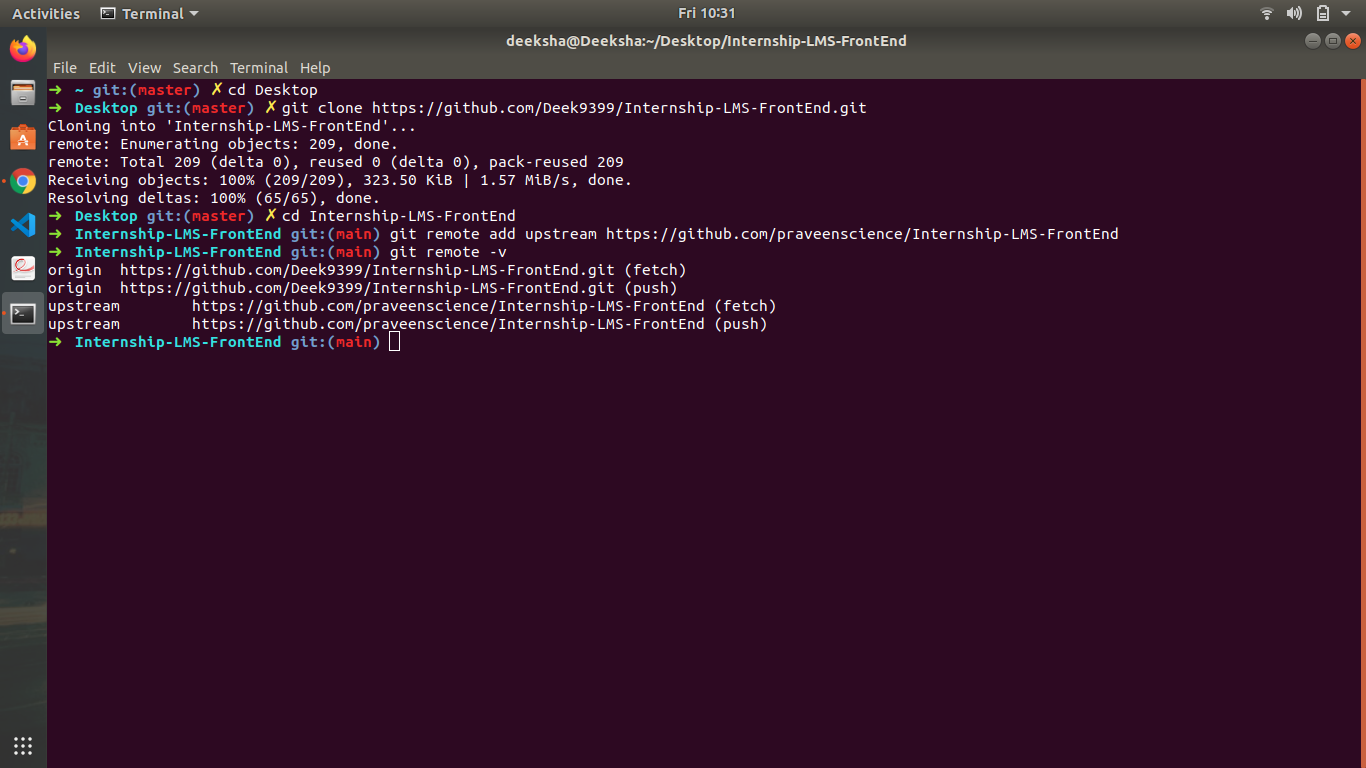 Activities Terminal Fri 10:31
deeksha@Deeksha:~/Desktop/Internship-LMS-FrontEnd
File Edit View Search Terminal Help
➜  ~ git:(master) ✗ cd Desktop
➜  Desktop git:(master) ✗ git clone https://github.com/Deek9399/Internship-LMS-FrontEnd.git
Cloning into 'Internship-LMS-FrontEnd'...
remote: Enumerating objects: 209, done.
remote: Total 209 (delta 0), reused 0 (delta 0), pack-reused 209
Receiving objects: 100% (209/209), 323.50 KiB | 1.57 MiB/s, done.
Resolving deltas: 100% (65/65), done.
➜  Desktop git:(master) ✗ cd Internship-LMS-FrontEnd
➜  Internship-LMS-FrontEnd git:(main) git remote add upstream https://github.com/praveenscience/Internship-LMS-FrontEnd
➜  Internship-LMS-FrontEnd git:(main) git remote -v
origin  https://github.com/Deek9399/Internship-LMS-FrontEnd.git (fetch)
origin  https://github.com/Deek9399/Internship-LMS-FrontEnd.git (push)
upstream        https://github.com/praveenscience/Internship-LMS-FrontEnd (fetch)
upstream        https://github.com/praveenscience/Internship-LMS-FrontEnd (push)
➜  Internship-LMS-FrontEnd git:(main)